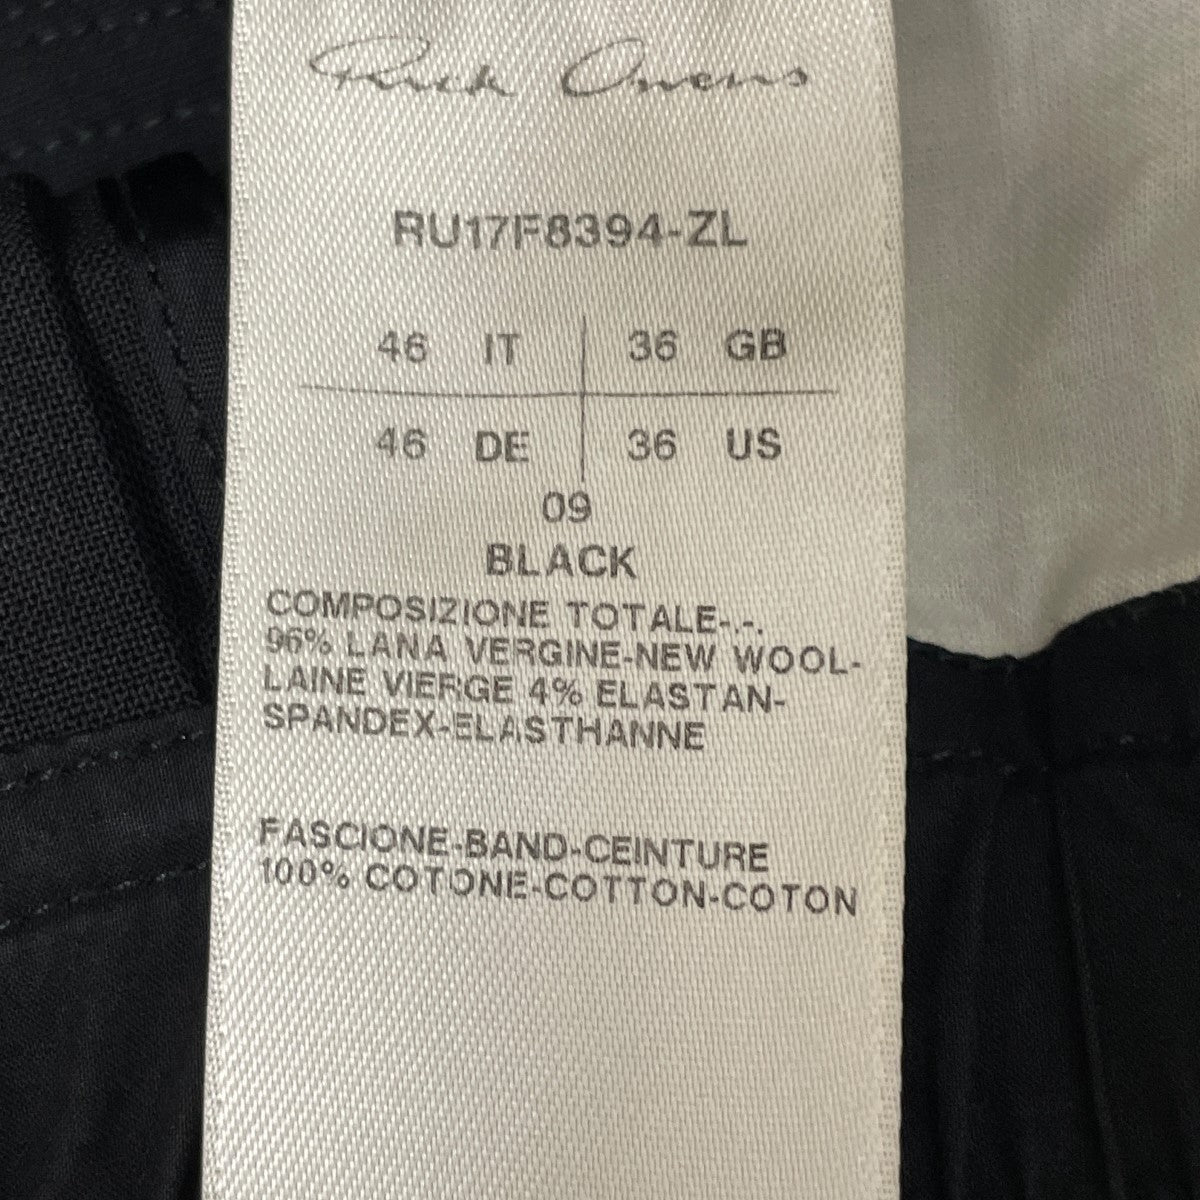 Rick Owens
RU17F8394-ZL
46 IT 36 GB
46 DE 36 US
09
BLACK
COMPOSIZIONE TOTALE-.-.
96% LANA VERGINE-NEW WOOL-
LAINE VIERGE 4% ELASTAN-
SPANDEX-ELASTHANNE
FASCIONE-BAND-CEINTURE
100% COTONE-COTTON-COTON